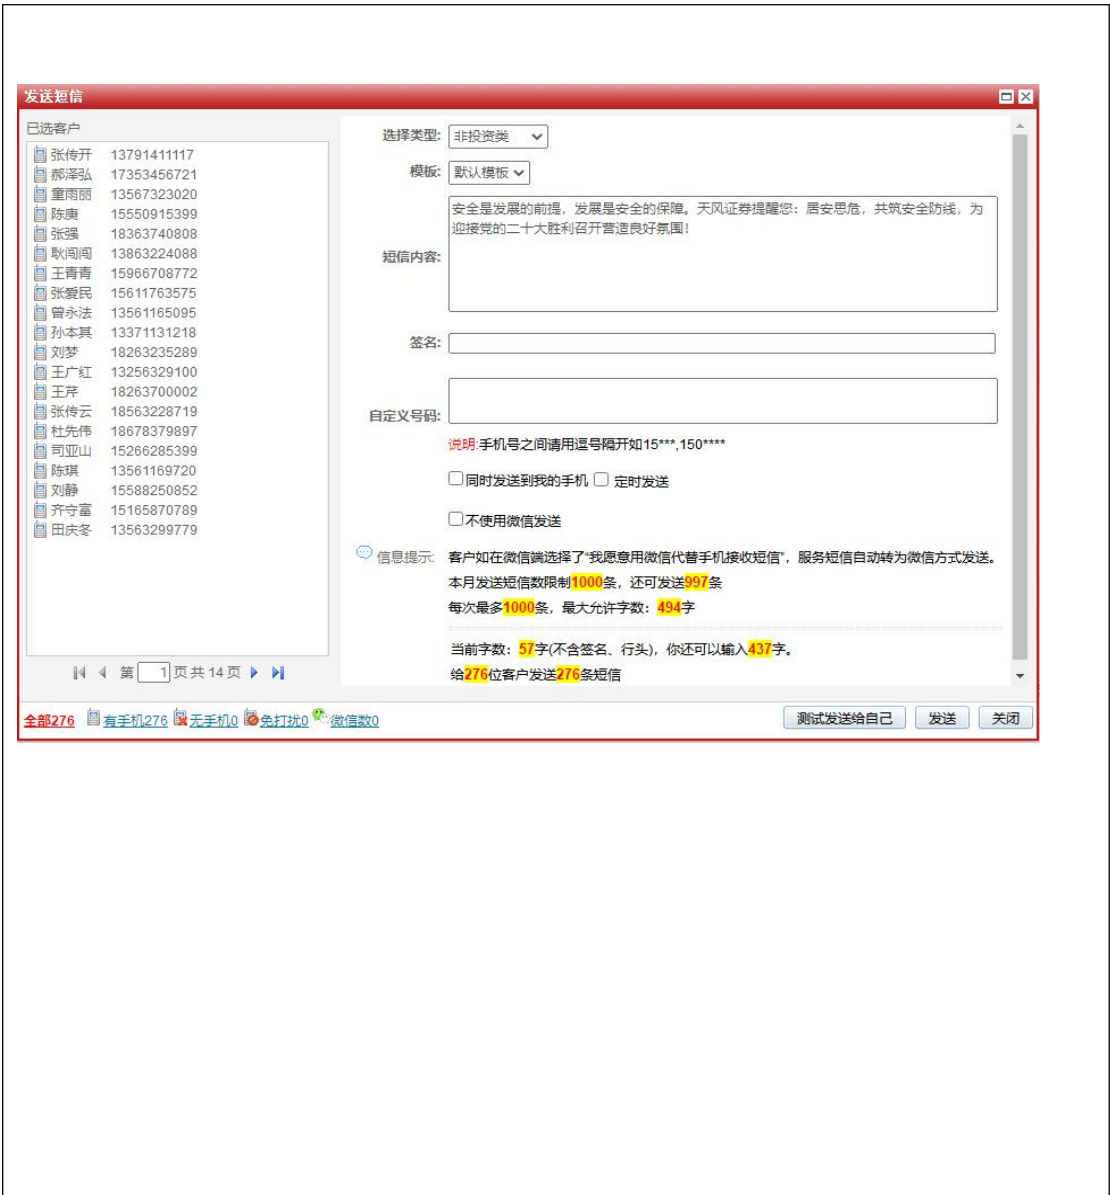 发送短信
已选客户
张传开 13791411117
郝泽弘 17353456721
童雨丽 13567323020
陈庚 15550915399
张强 18363740808
耿闯闯 13863224088
王青青 15966708772
张爱民 15611763575
曾永法 13561165095
孙本其 13371131218
刘梦 18263235289
王广红 13256329100
王芹 18263700002
张传云 18563228719
杜先伟 18678379897
司亚山 15266285399
陈琪 13561169720
刘静 15588250852
齐守富 15165870789
田庆冬 13563299779
第 1 页 共 14 页
选择类型: 非投资类
模板: 默认模板
短信内容:
安全是发展的前提，发展是安全的保障。天风证券提醒您：居安思危，共筑安全防线，为
迎接党的二十大胜利召开营造良好氛围！
签名:
自定义号码:
说明:手机号之间请用逗号隔开如15***,150****
同时发送到我的手机 定时发送
不使用微信发送
信息提示: 客户如在微信端选择了“我愿意用微信代替手机接收短信”，服务短信自动转为微信方式发送。
本月发送短信数限制1000条，还可发送997条
每次最多1000条，最大允许字数：494字
当前字数：57字(不含签名、行头)，你还可以输入437字。
给276位客户发送276条短信
全部276 有手机276 无手机0 免打扰0 微信数0
测试发送给自己 发送 关闭